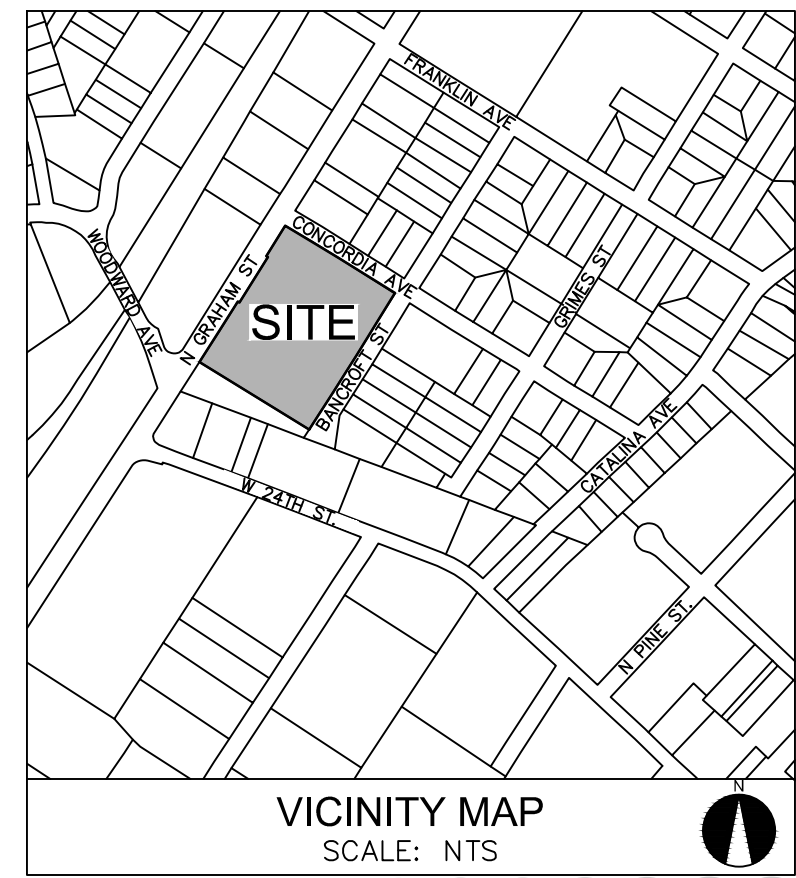 FRANKLIN AVE
CONCORDIA AVE
WOODWARD AVE
N GRAHAM ST
SITE
GRIMES ST
BANCROFT ST
CATALINA AVE
W 24TH ST.
N PINE ST.
VICINITY MAP
SCALE: NTS
N